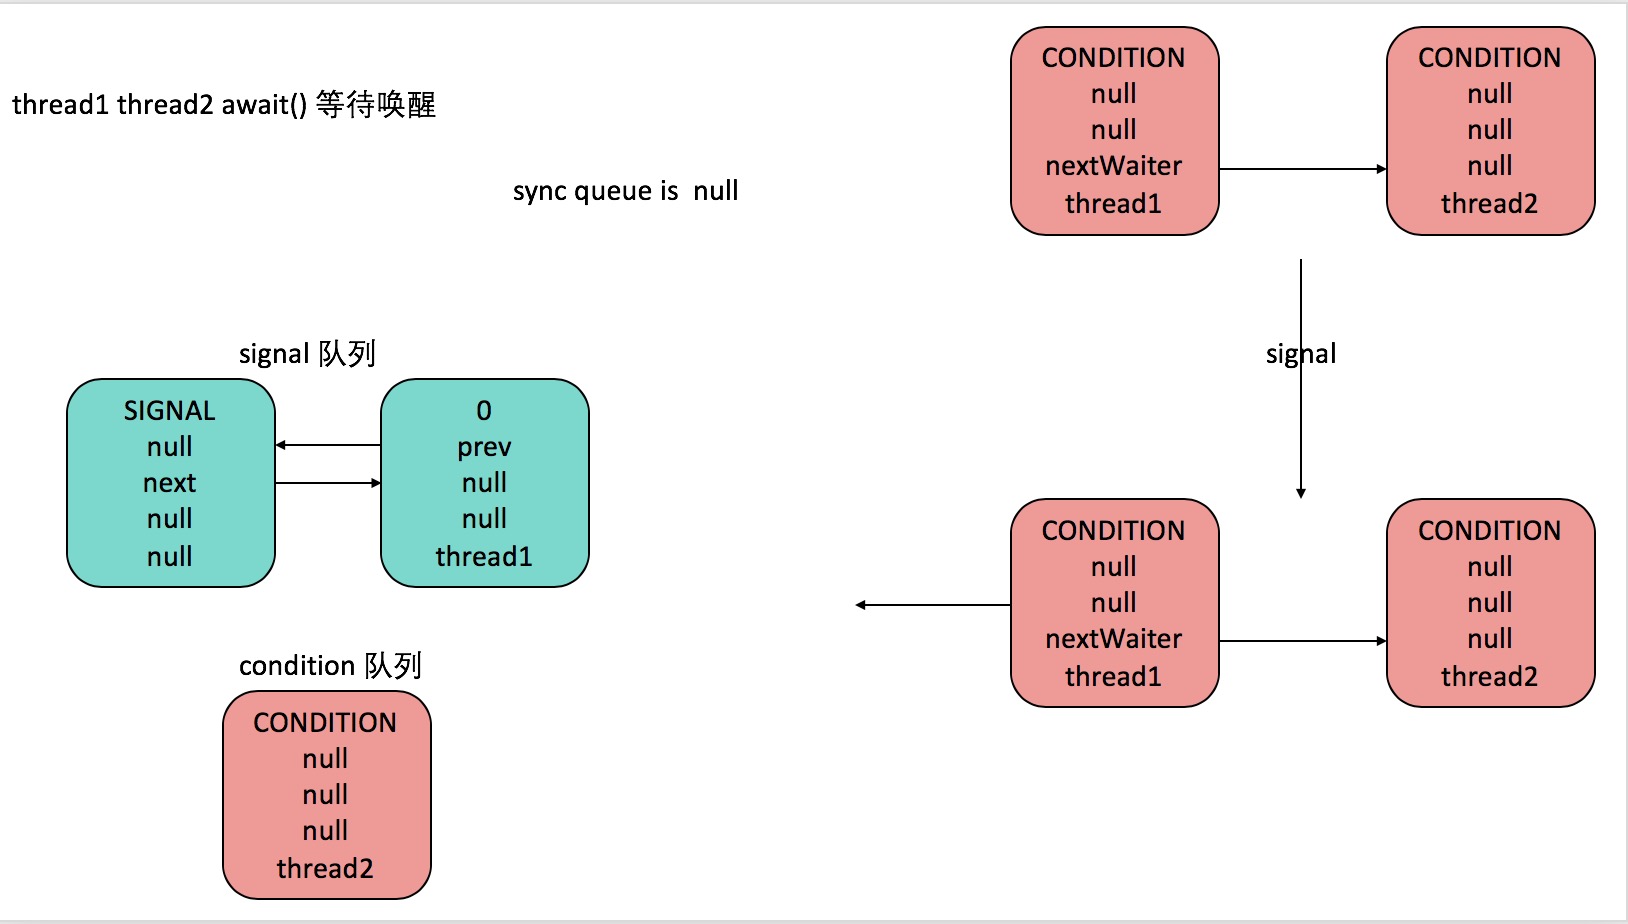 thread1 thread2 await() 等待唤醒
sync queue is null
CONDITION
null
null
nextWaiter
thread1
CONDITION
null
null
null
thread2
signal
signal 队列
SIGNAL
null
next
null
null
0
prev
null
null
thread1
CONDITION
null
null
nextWaiter
thread1
CONDITION
null
null
null
thread2
condition 队列
CONDITION
null
null
null
thread2